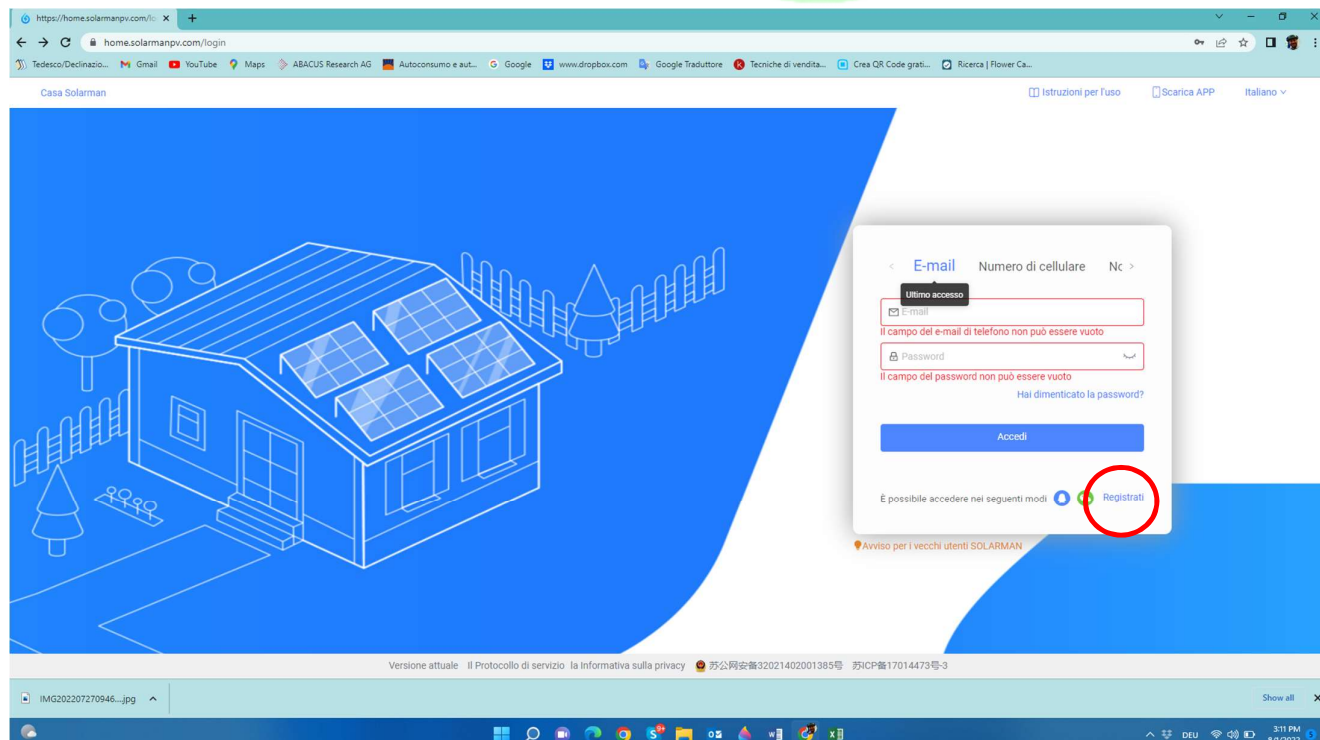 https://home.solarmanpv.com/lo
home.solarmanpv.com/login
Tedesco/Declinazio... Gmail YouTube Maps ABACUS Research AG Autoconsumo e aut... Google www.dropbox.com Google Traduttore Tecniche di vendita... Crea QR Code grati... Ricerca | Flower Ca...
Casa Solarman Istruzioni per l'uso Scarica APP Italiano
E-mail Numero di cellulare
Ultimo accesso
E-mail
Il campo del e-mail di telefono non può essere vuoto
Password
Il campo del password non può essere vuoto
Hai dimenticato la password?
Accedi
È possibile accedere nei seguenti modi Registrati
Avviso per i vecchi utenti SOLARMAN
Versione attuale Il Protocollo di servizio la Informativa sulla privacy 苏公网安备32021402001385号 苏ICP备17014473号-3
IMG202207270946....jpg Show all
DEU 3:11 PM